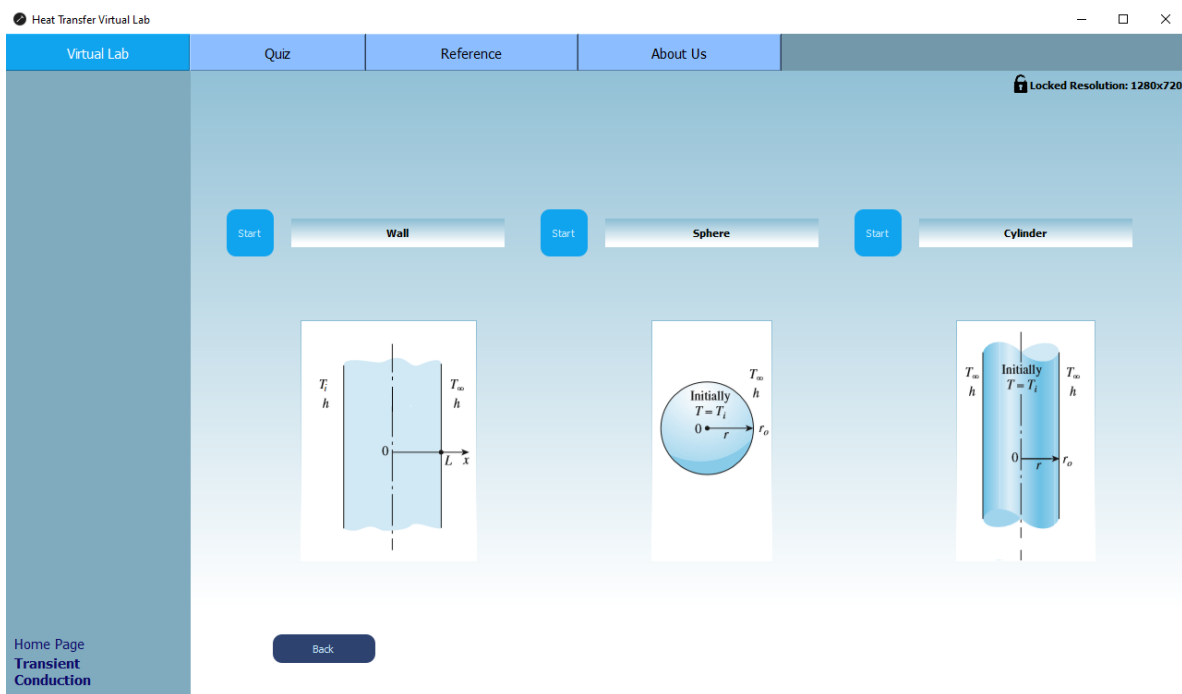 Heat Transfer Virtual Lab
Virtual Lab Quiz Reference About Us
Locked Resolution: 1280x720
Start Wall Start Sphere Start Cylinder
Tᵢ
h
T∞
h
0
L x
Initially
T = Tᵢ
0 r
T∞
h
rₒ
T∞
h
Initially
T = Tᵢ
T∞
h
0
r
rₒ
Back
Home Page
Transient
Conduction